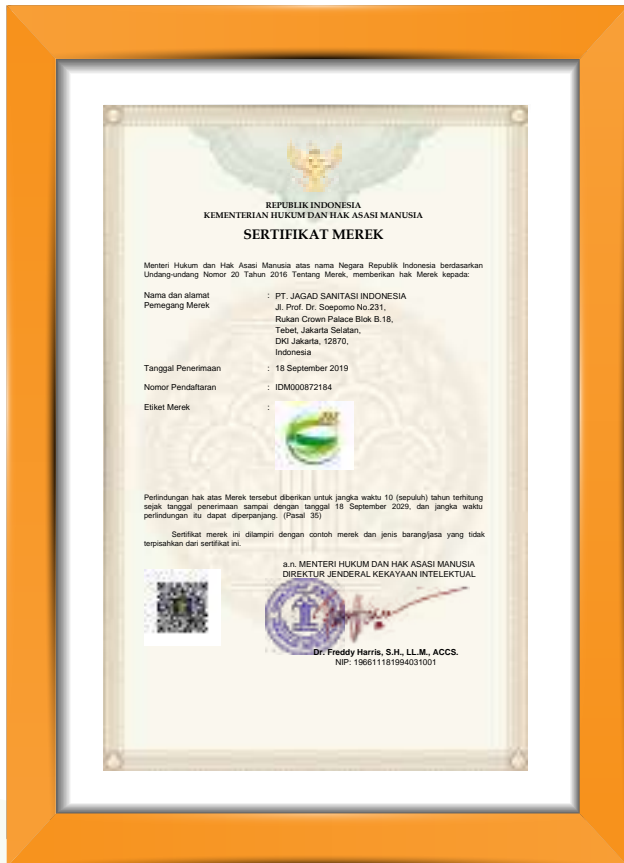 REPUBLIK INDONESIA
KEMENTERIAN HUKUM DAN HAK ASASI MANUSIA
SERTIFIKAT MEREK
Menteri Hukum dan Hak Asasi Manusia atas nama Negara Republik Indonesia berdasarkan
Undang-undang Nomor 20 Tahun 2016 Tentang Merek, memberikan hak Merek kepada:
Nama dan alamat : PT. JAGAD SANITASI INDONESIA
Pemegang Merek Jl. Prof. Dr. Soepomo No.231,
Rukan Crown Palace Blok B.18,
Tebet, Jakarta Selatan,
DKI Jakarta, 12870,
Indonesia
Tanggal Penerimaan : 18 September 2019
Nomor Pendaftaran : IDM000872184
Etiket Merek :
Perlindungan hak atas Merek tersebut diberikan untuk jangka waktu 10 (sepuluh) tahun terhitung
sejak tanggal penerimaan sampai dengan tanggal 18 September 2029, dan jangka waktu
perlindungan itu dapat diperpanjang. (Pasal 35)
Sertifikat merek ini dilampiri dengan contoh merek dan jenis barang/jasa yang tidak
terpisahkan dari sertifikat ini.
a.n. MENTERI HUKUM DAN HAK ASASI MANUSIA
DIREKTUR JENDERAL KEKAYAAN INTELEKTUAL
Dr. Freddy Harris, S.H., LL.M., ACCS.
NIP: 196611181994031001